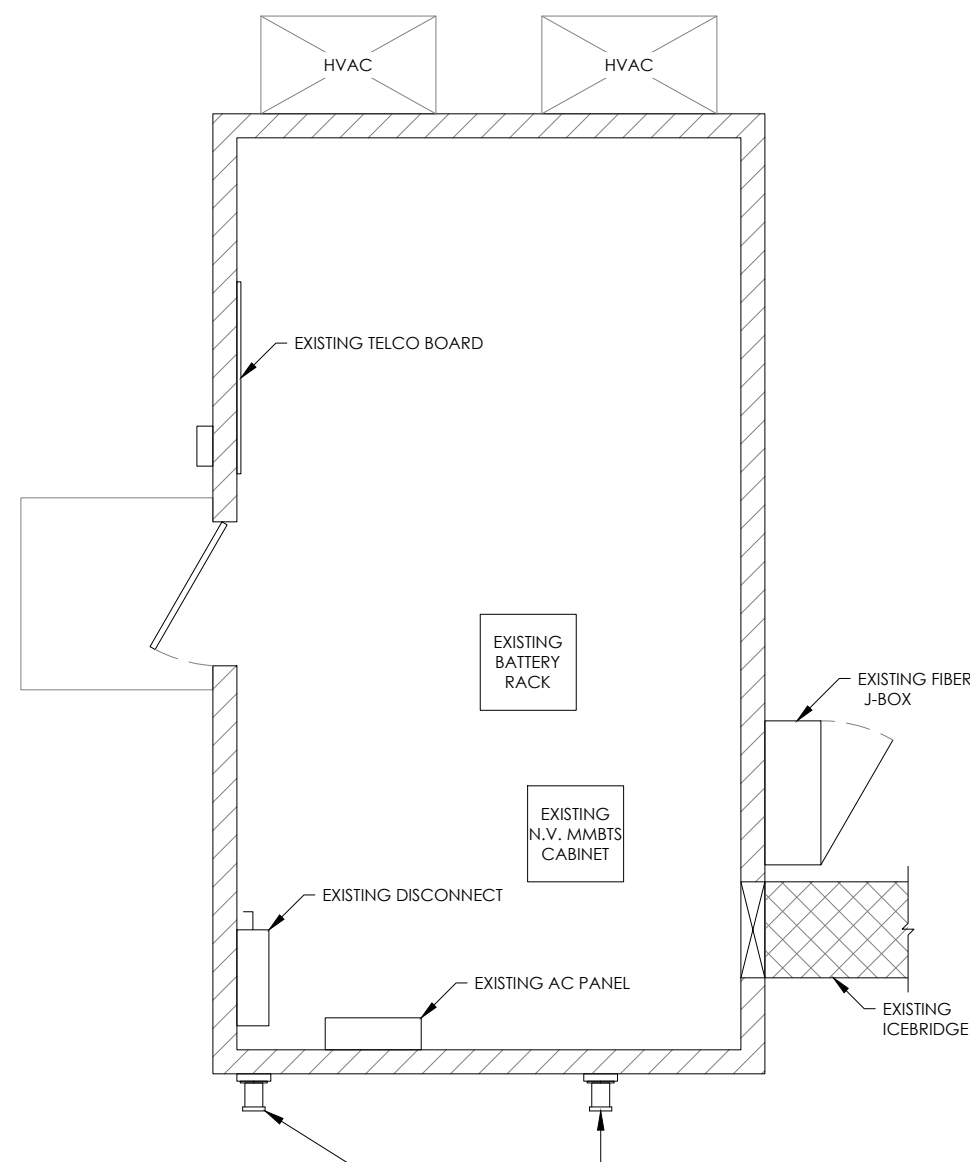 HVAC
HVAC
EXISTING TELCO BOARD
EXISTING
BATTERY
RACK
EXISTING FIBER
J-BOX
EXISTING
N.V. MMBTS
CABINET
EXISTING DISCONNECT
EXISTING AC PANEL
EXISTING
ICEBRIDGE